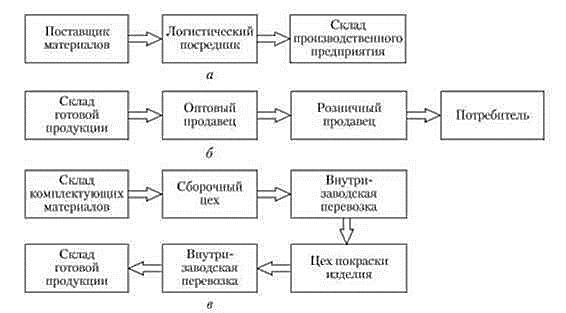 Поставщик
материалов
Логистический
посредник
Склад
производственного
предприятия
а
Склад
готовой
продукции
Оптовый
продавец
Розничный
продавец
Потребитель
б
Склад
комплектующих
материалов
Сборочный
цех
Внутри-
заводская
перевозка
Склад
готовой
продукции
Внутри-
заводская
перевозка
Цех покраски
изделия
в